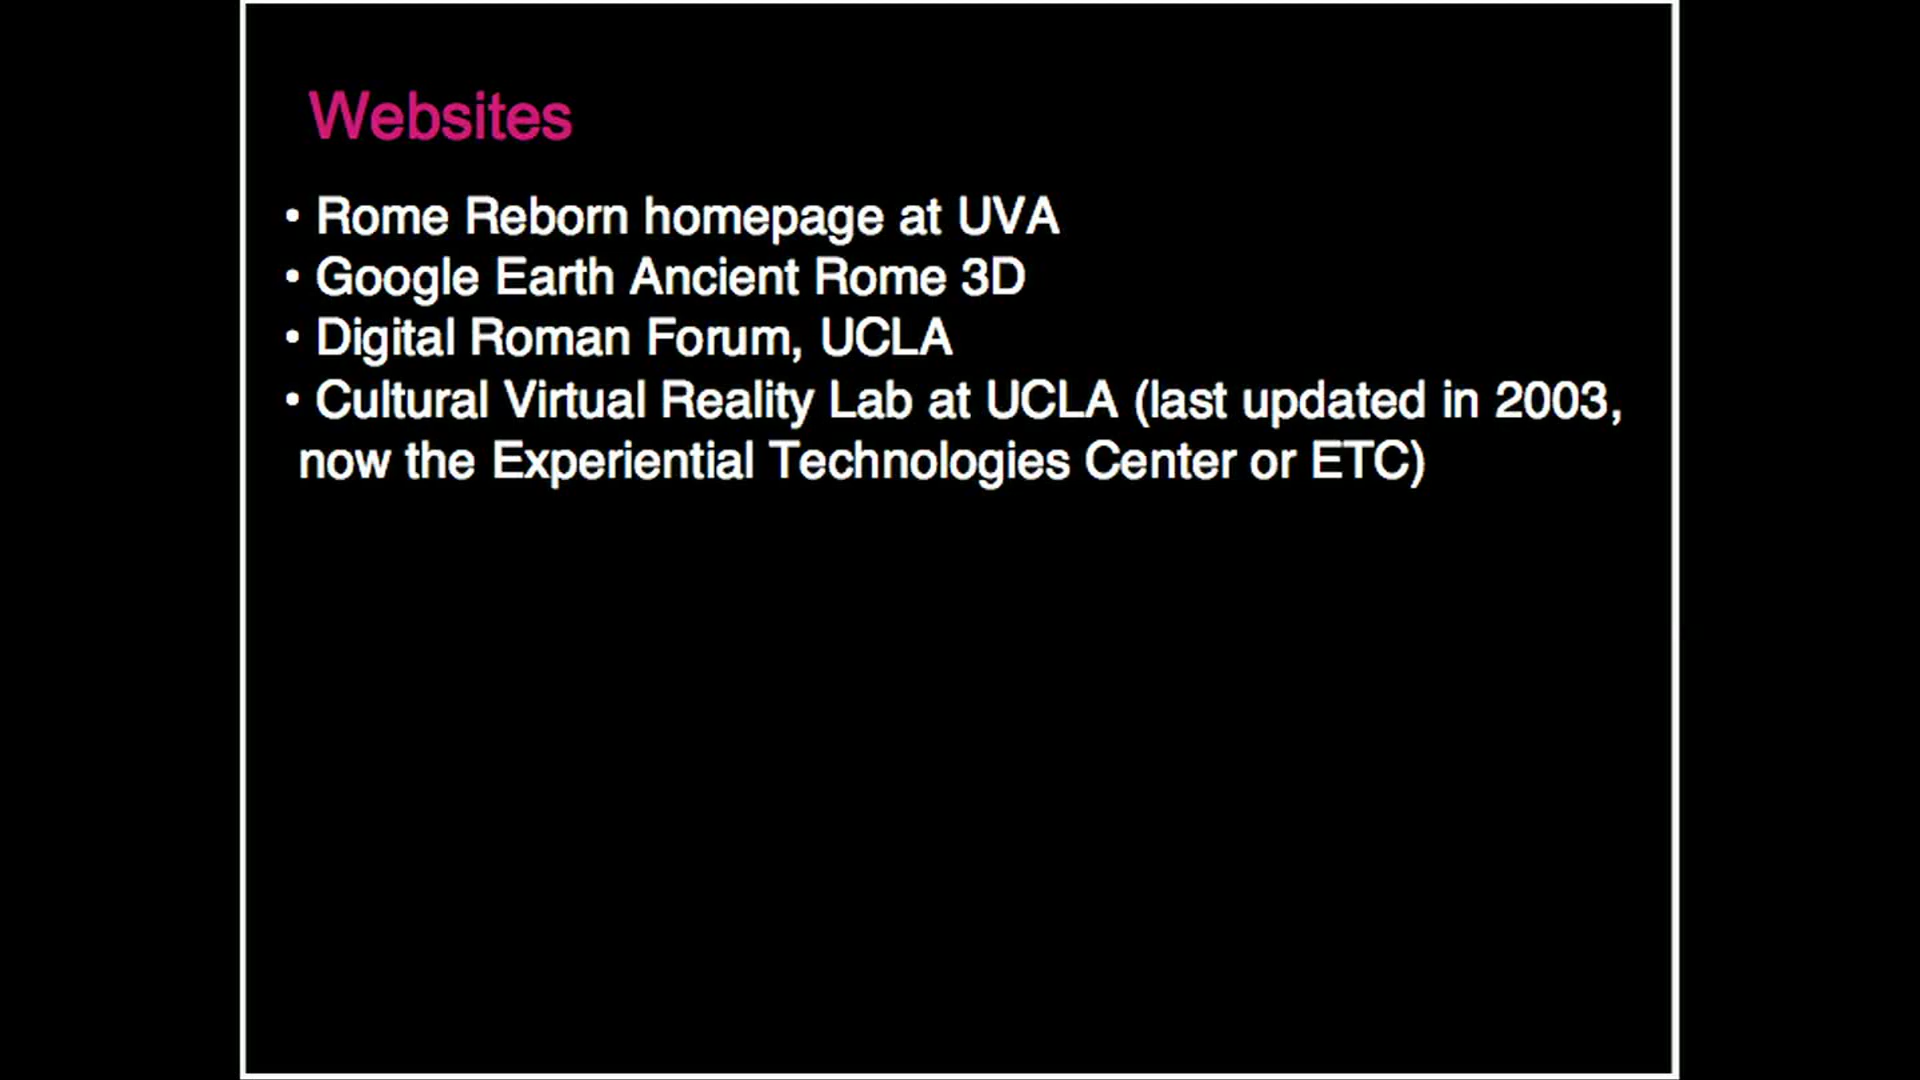 Websites
• Rome Reborn homepage at UVA
• Google Earth Ancient Rome 3D
• Digital Roman Forum, UCLA
• Cultural Virtual Reality Lab at UCLA (last updated in 2003,
now the Experiential Technologies Center or ETC)